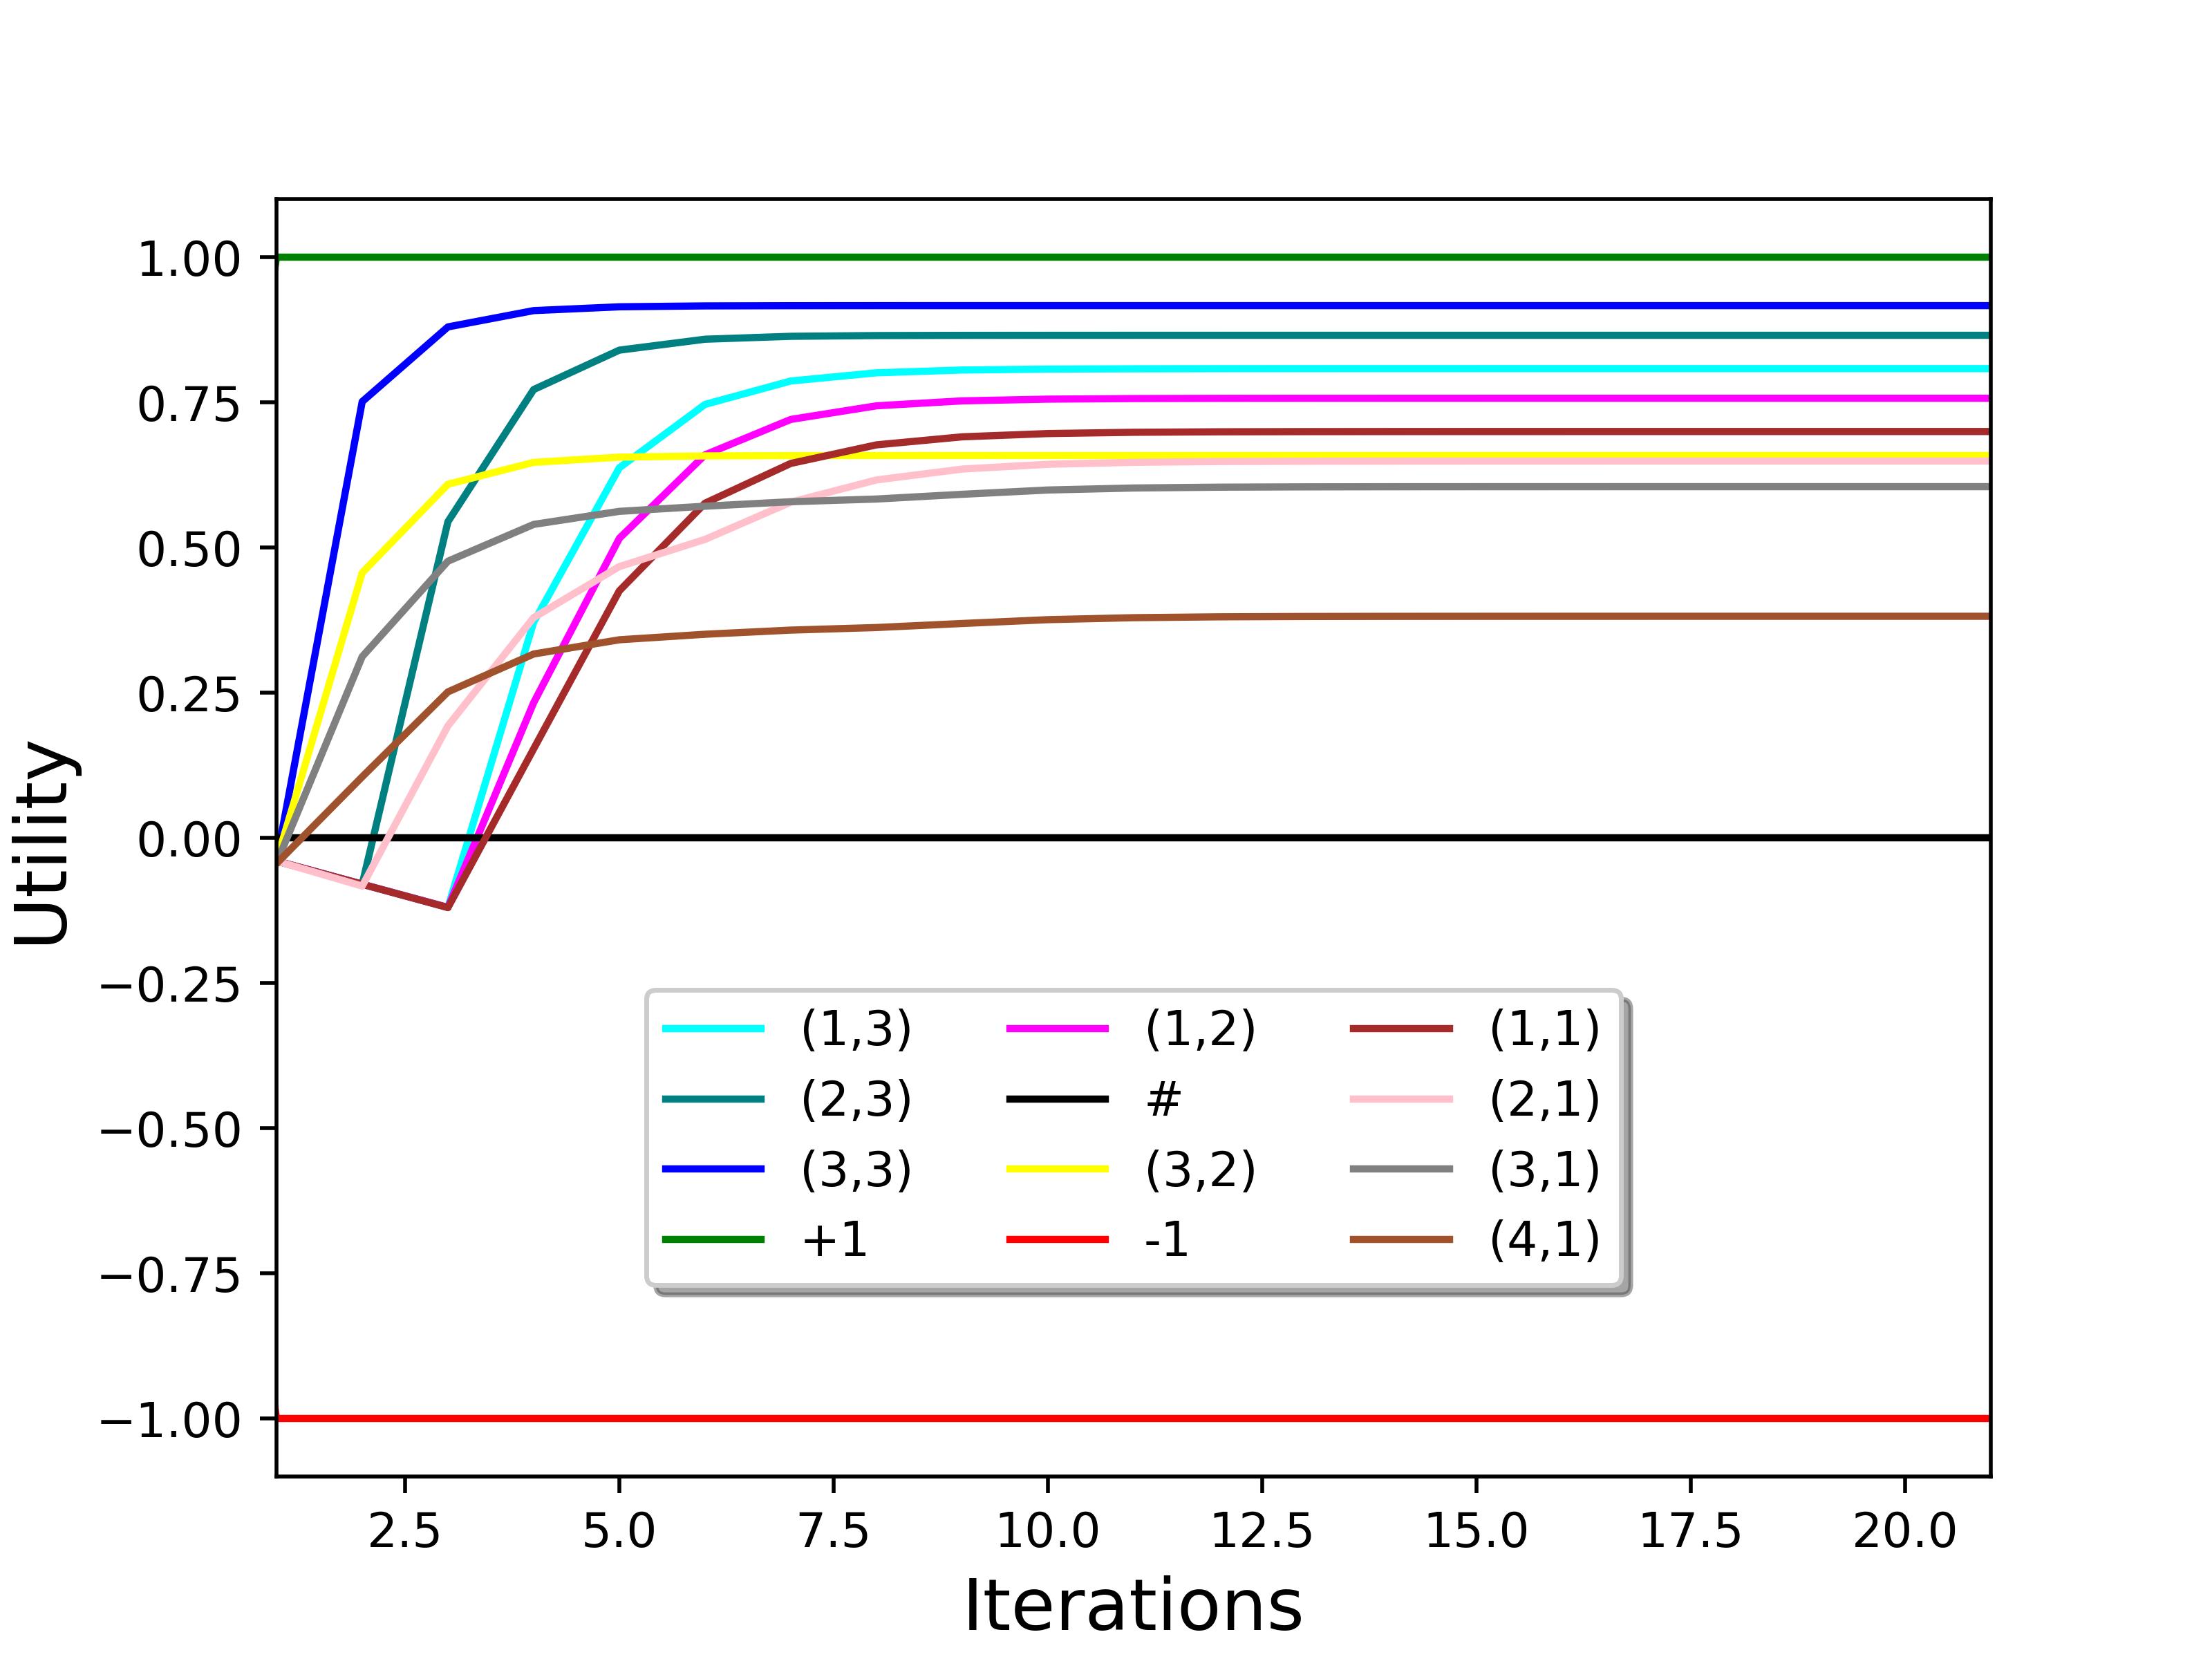 Utility
1.00
0.75
0.50
0.25
0.00
−0.25
−0.50
−0.75
−1.00
(1,3) (1,2) (1,1)
(2,3) # (2,1)
(3,3) (3,2) (3,1)
+1 -1 (4,1)
2.5 5.0 7.5 10.0 12.5 15.0 17.5 20.0
Iterations